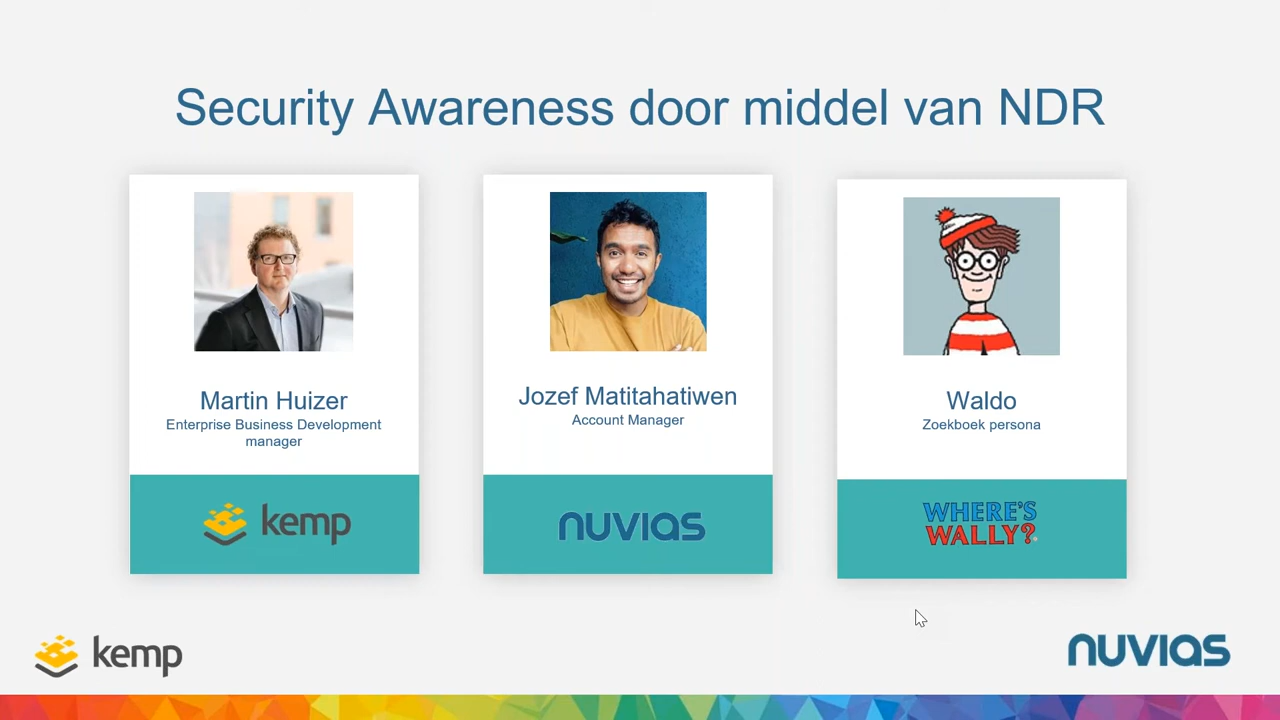 Security Awareness door middel van NDR
Martin Huizer
Enterprise Business Development
manager
kemp
Jozef Matitahatiwen
Account Manager
nuvias
Waldo
Zoekboek persona
WHERE'S
WALLY?
kemp
nuvias